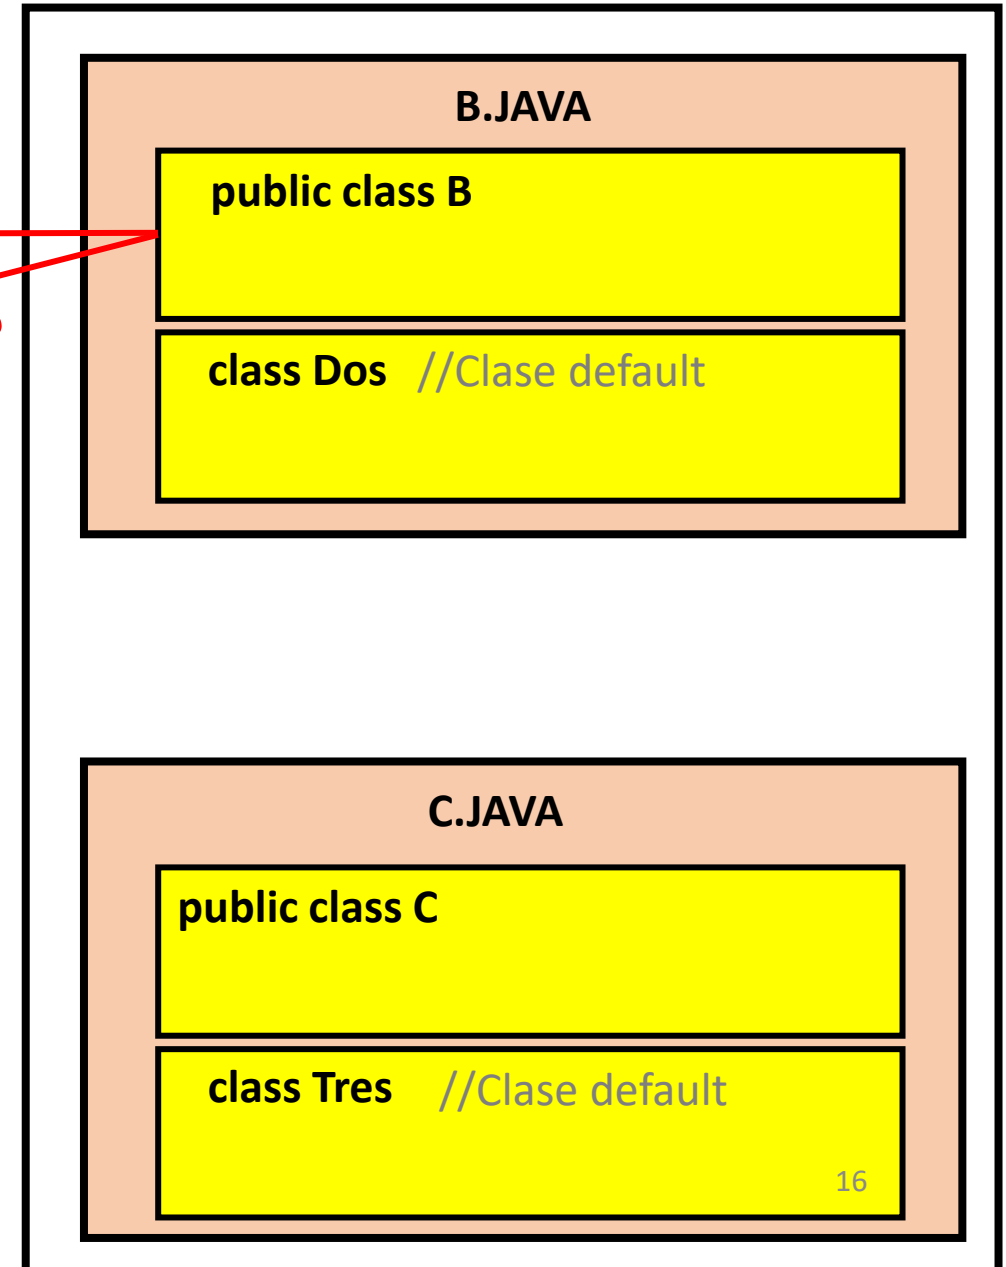 B.JAVA
public class B
class Dos //Clase default
C.JAVA
public class C
class Tres //Clase default
16